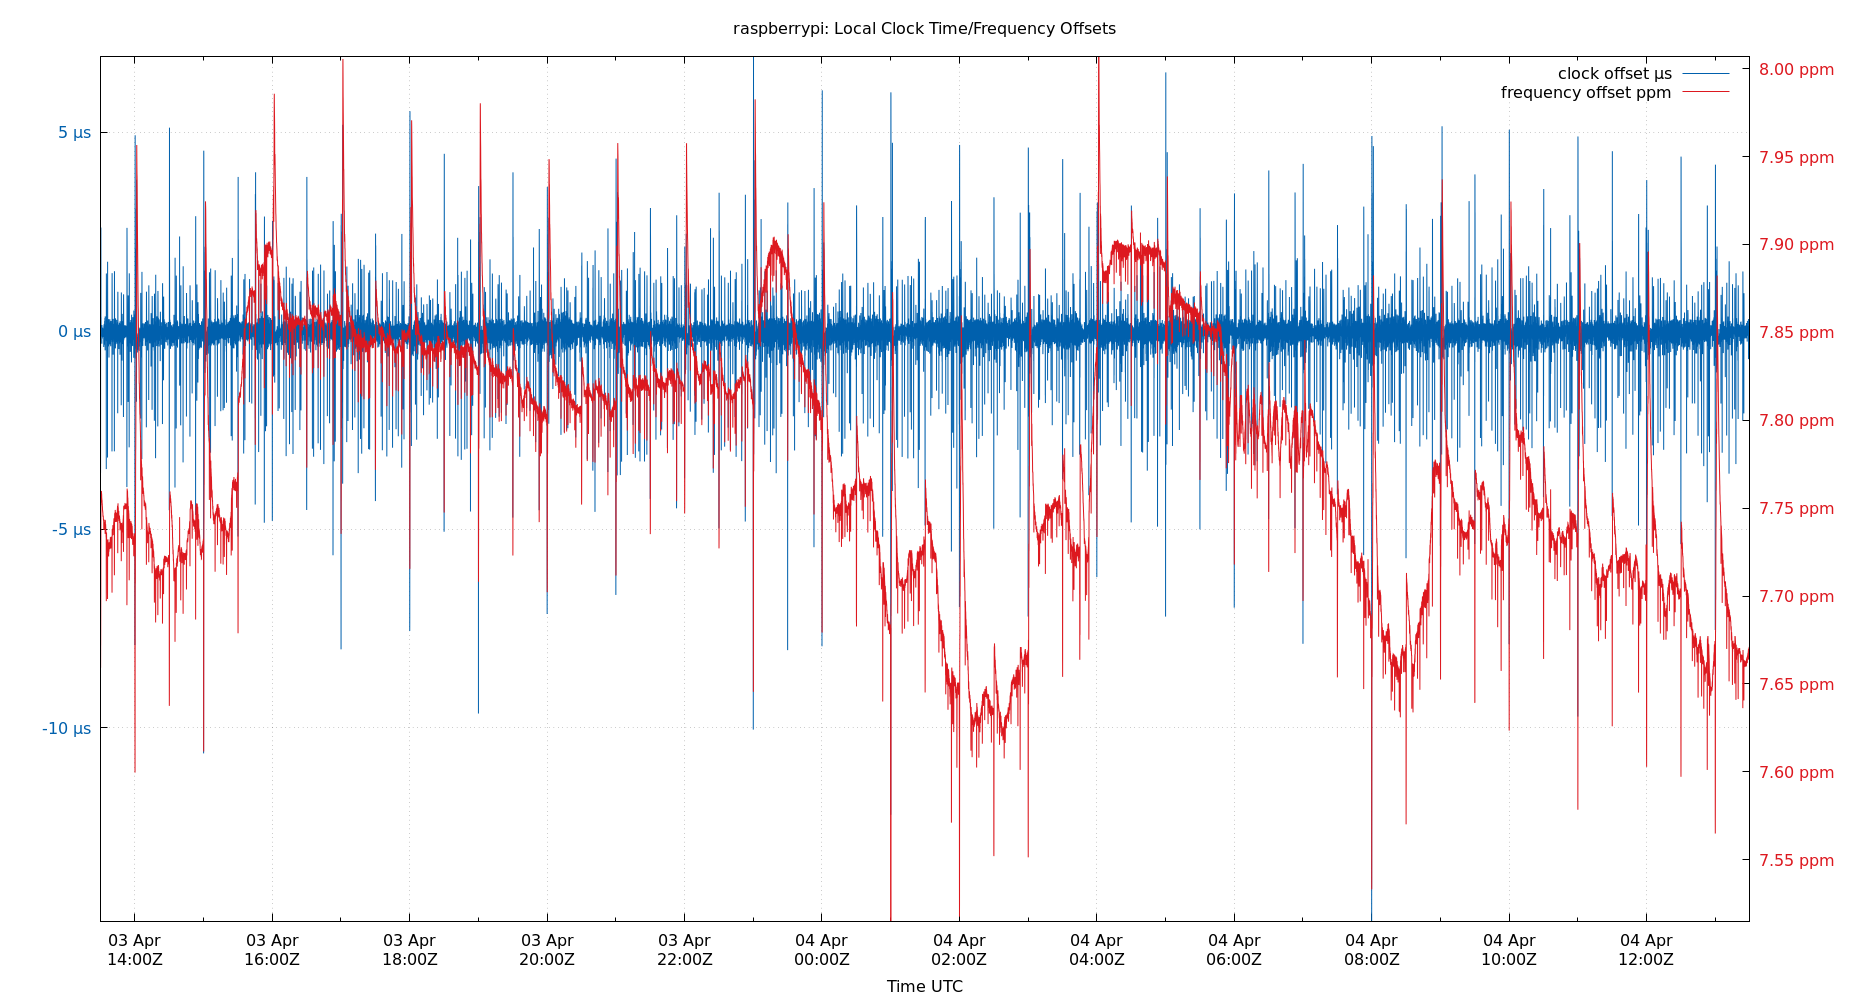 raspberrypi: Local Clock Time/Frequency Offsets
clock offset µs
frequency offset ppm
5 µs
0 µs
-5 µs
-10 µs
8.00 ppm
7.95 ppm
7.90 ppm
7.85 ppm
7.80 ppm
7.75 ppm
7.70 ppm
7.65 ppm
7.60 ppm
7.55 ppm
03 Apr 03 Apr 03 Apr 03 Apr 03 Apr 04 Apr 04 Apr 04 Apr 04 Apr 04 Apr 04 Apr 04 Apr
14:00Z 16:00Z 18:00Z 20:00Z 22:00Z 00:00Z 02:00Z 04:00Z 06:00Z 08:00Z 10:00Z 12:00Z
Time UTC